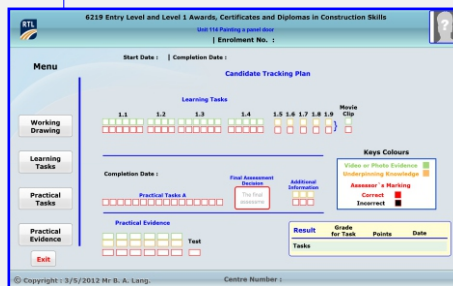 RTL
6219 Entry Level and Level 1 Awards, Certificates and Diplomas in Construction Skills
Unit 114 Painting a panel door
| Enrolment No. :
Menu
Start Date : | Completion Date :
Candidate Tracking Plan
Learning Tasks
1.1 1.2 1.3 1.4 1.5 1.6 1.7 1.8 1.9
Movie
Clip
Working
Drawing
Learning
Tasks
Practical
Tasks
Practical
Evidence
Exit
Keys Colours
Video or Photo Evidence
Underpinning Knowledge
Assessor`s Marking
Correct
Incorrect
Completion Date :
Practical Tasks A
Final Assessment
Decision
The final
assessme
Additional
Information
Practical Evidence
Test
Result Grade for Task Points Date
Tasks
© Copyright : 3/5/2012 Mr B. A. Lang.
Centre Number :